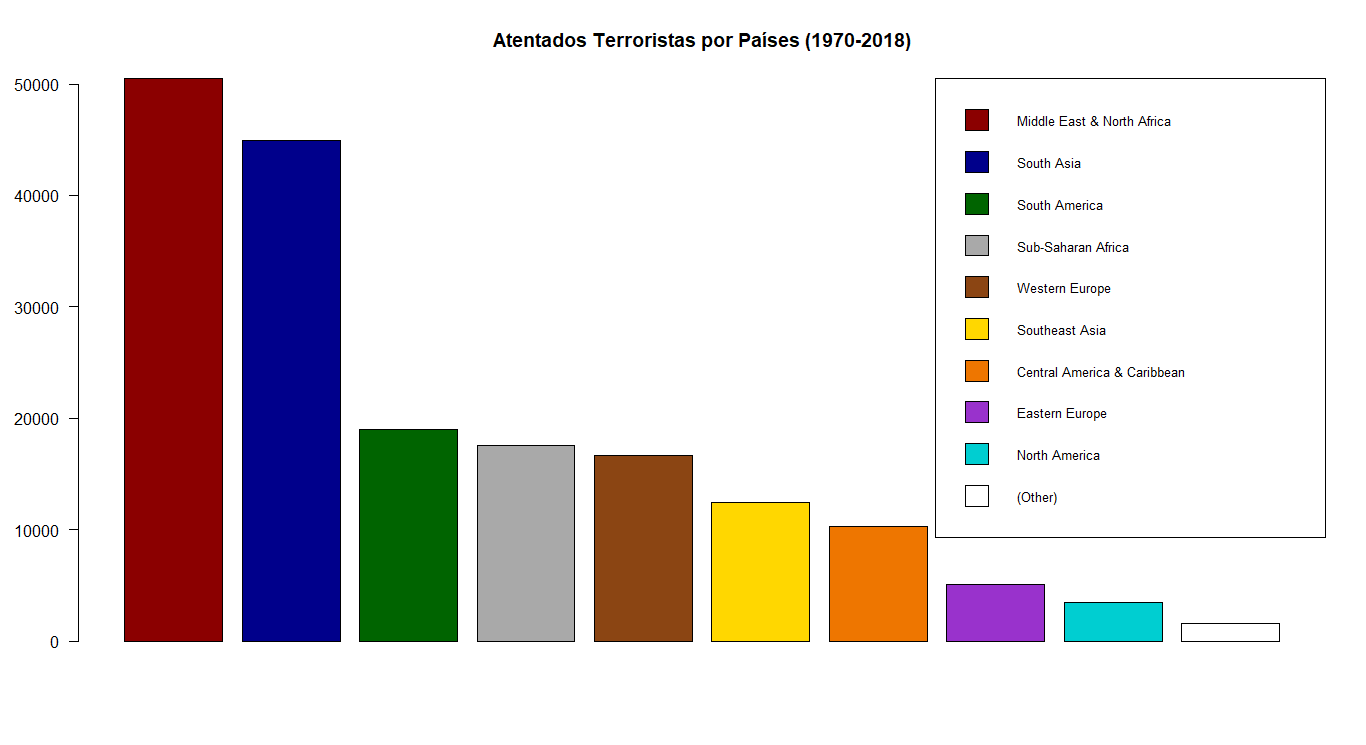 Atentados Terroristas por Países (1970-2018)
50000
40000
30000
20000
10000
0
Middle East & North Africa
South Asia
South America
Sub-Saharan Africa
Western Europe
Southeast Asia
Central America & Caribbean
Eastern Europe
North America
(Other)